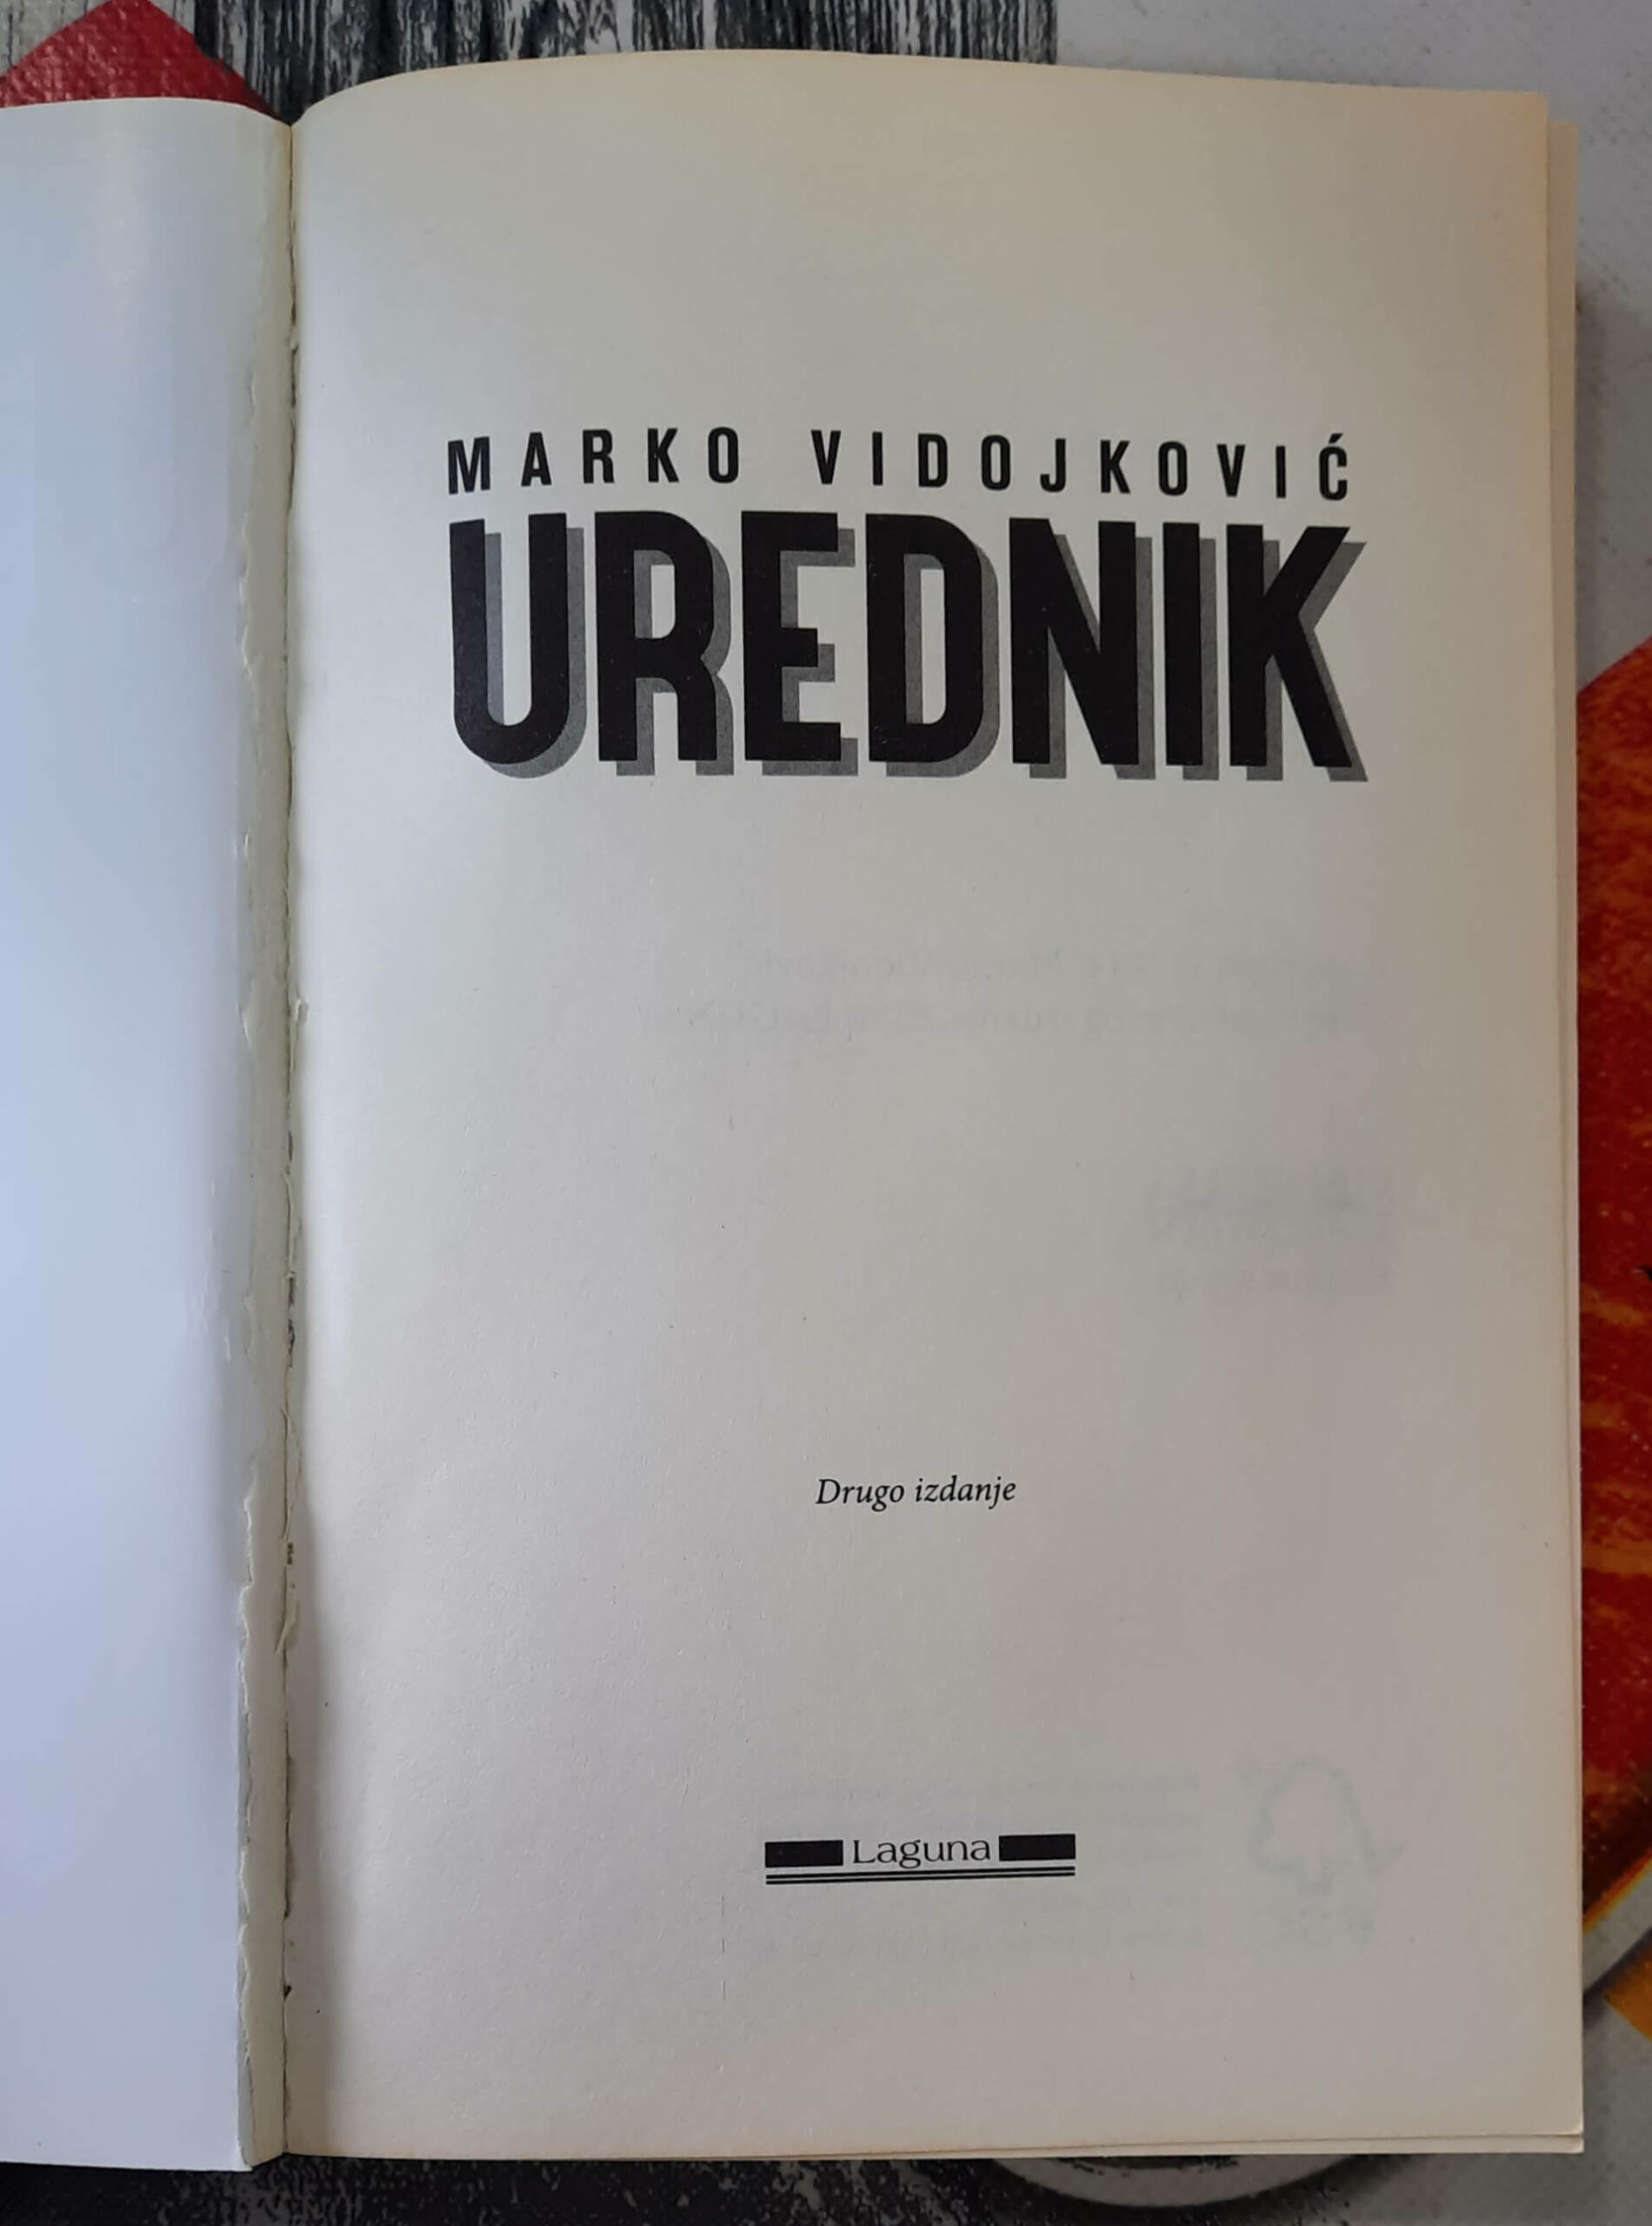 MARKO VIDOJKOVIĆ
UREDNIK
Drugo izdanje
Laguna